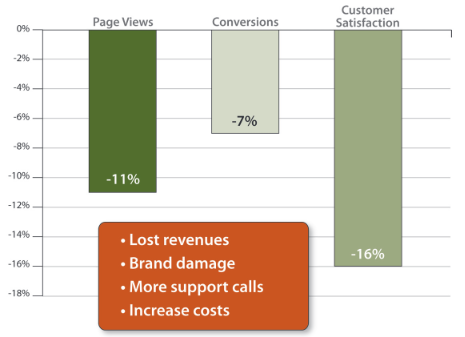 Page Views
Conversions
Customer
Satisfaction
0%
-2%
-4%
-6%
-8%
-10%
-12%
-14%
-16%
-18%
-11%
-7%
-16%
• Lost revenues
• Brand damage
• More support calls
• Increase costs